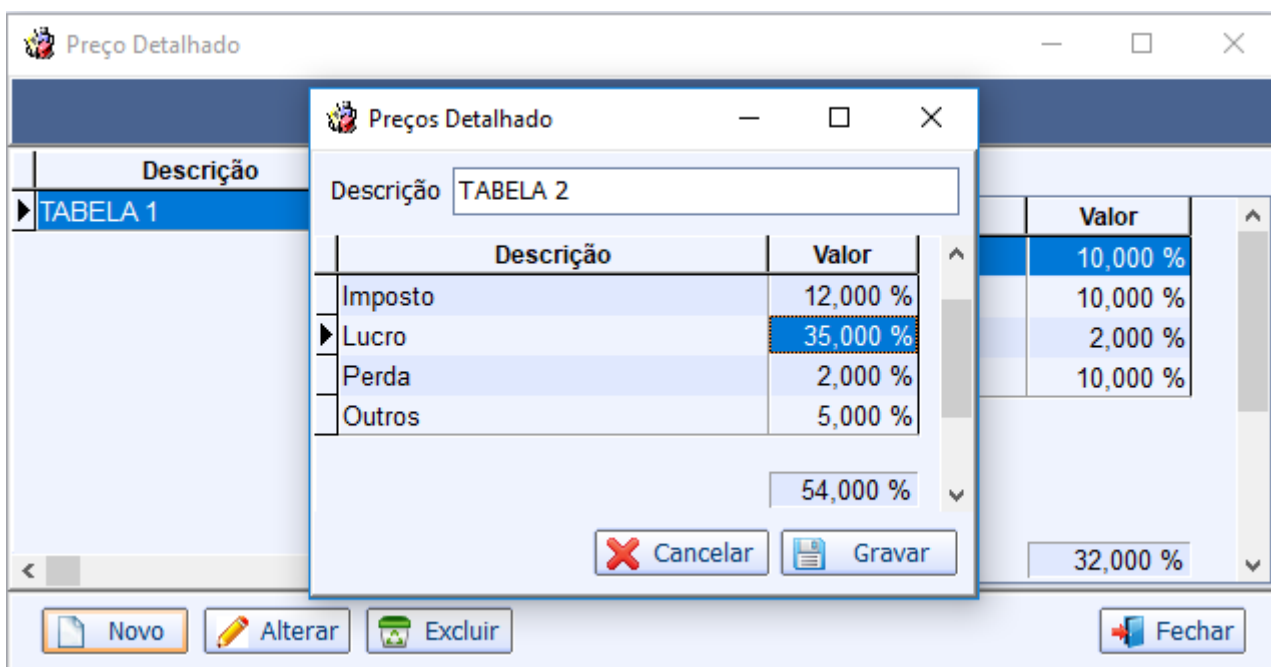 Preço Detalhado
Preços Detalhado
Descrição
Descrição TABELA 2
TABELA 1
Valor
Descrição Valor
10,000 %
Imposto 12,000 %
10,000 %
Lucro 35,000 %
2,000 %
Perda 2,000 %
10,000 %
Outros 5,000 %
54,000 %
Cancelar Gravar
32,000 %
Novo Alterar Excluir Fechar